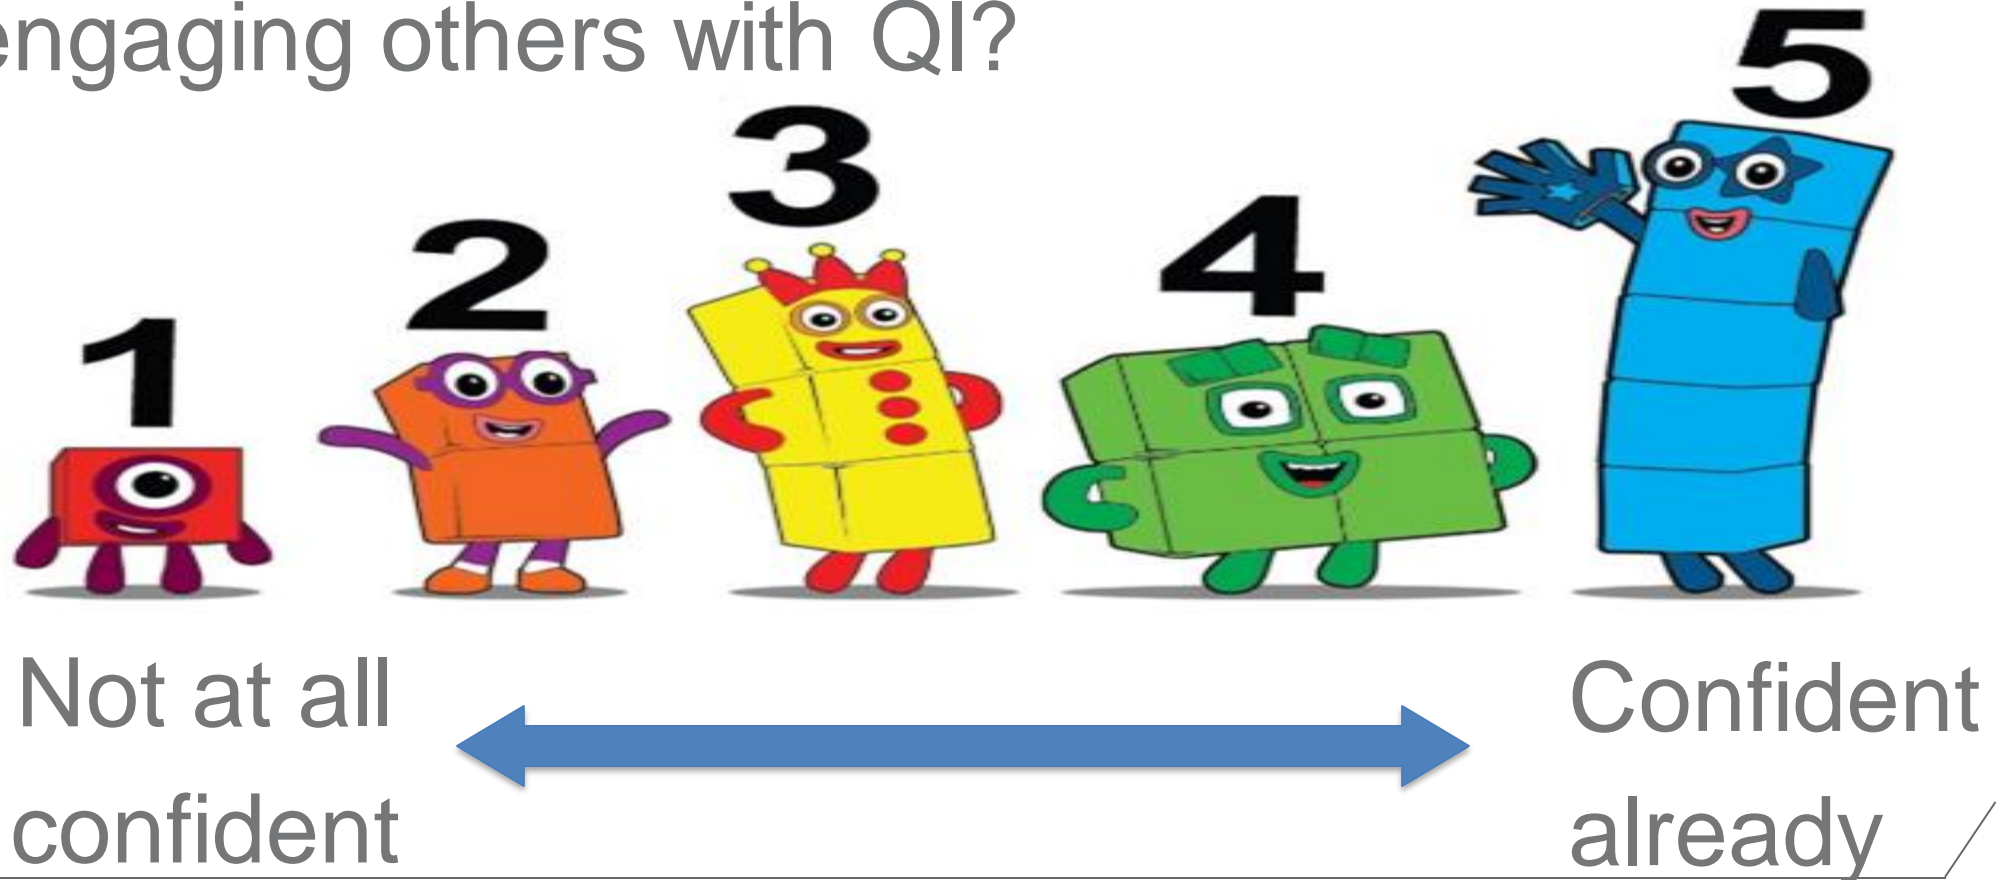 engaging others with QI?
1 2 3 4 5
Not at all confident
Confident already